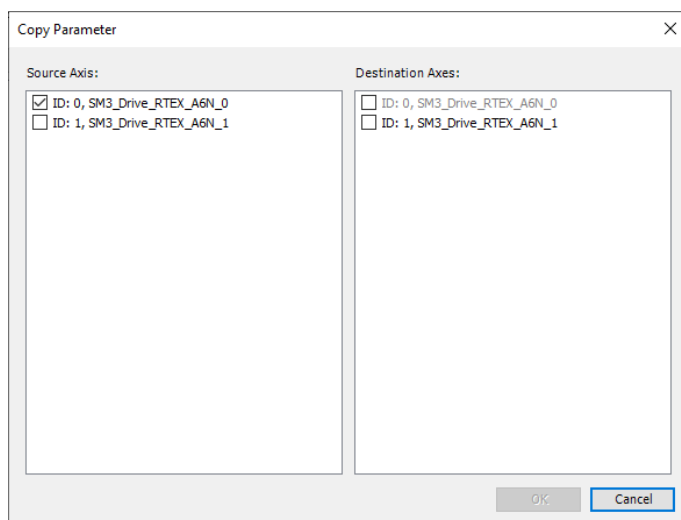 Copy Parameter
Source Axis:
ID: 0, SM3_Drive_RTEX_A6N_0
ID: 1, SM3_Drive_RTEX_A6N_1
Destination Axes:
ID: 0, SM3_Drive_RTEX_A6N_0
ID: 1, SM3_Drive_RTEX_A6N_1
OK
Cancel